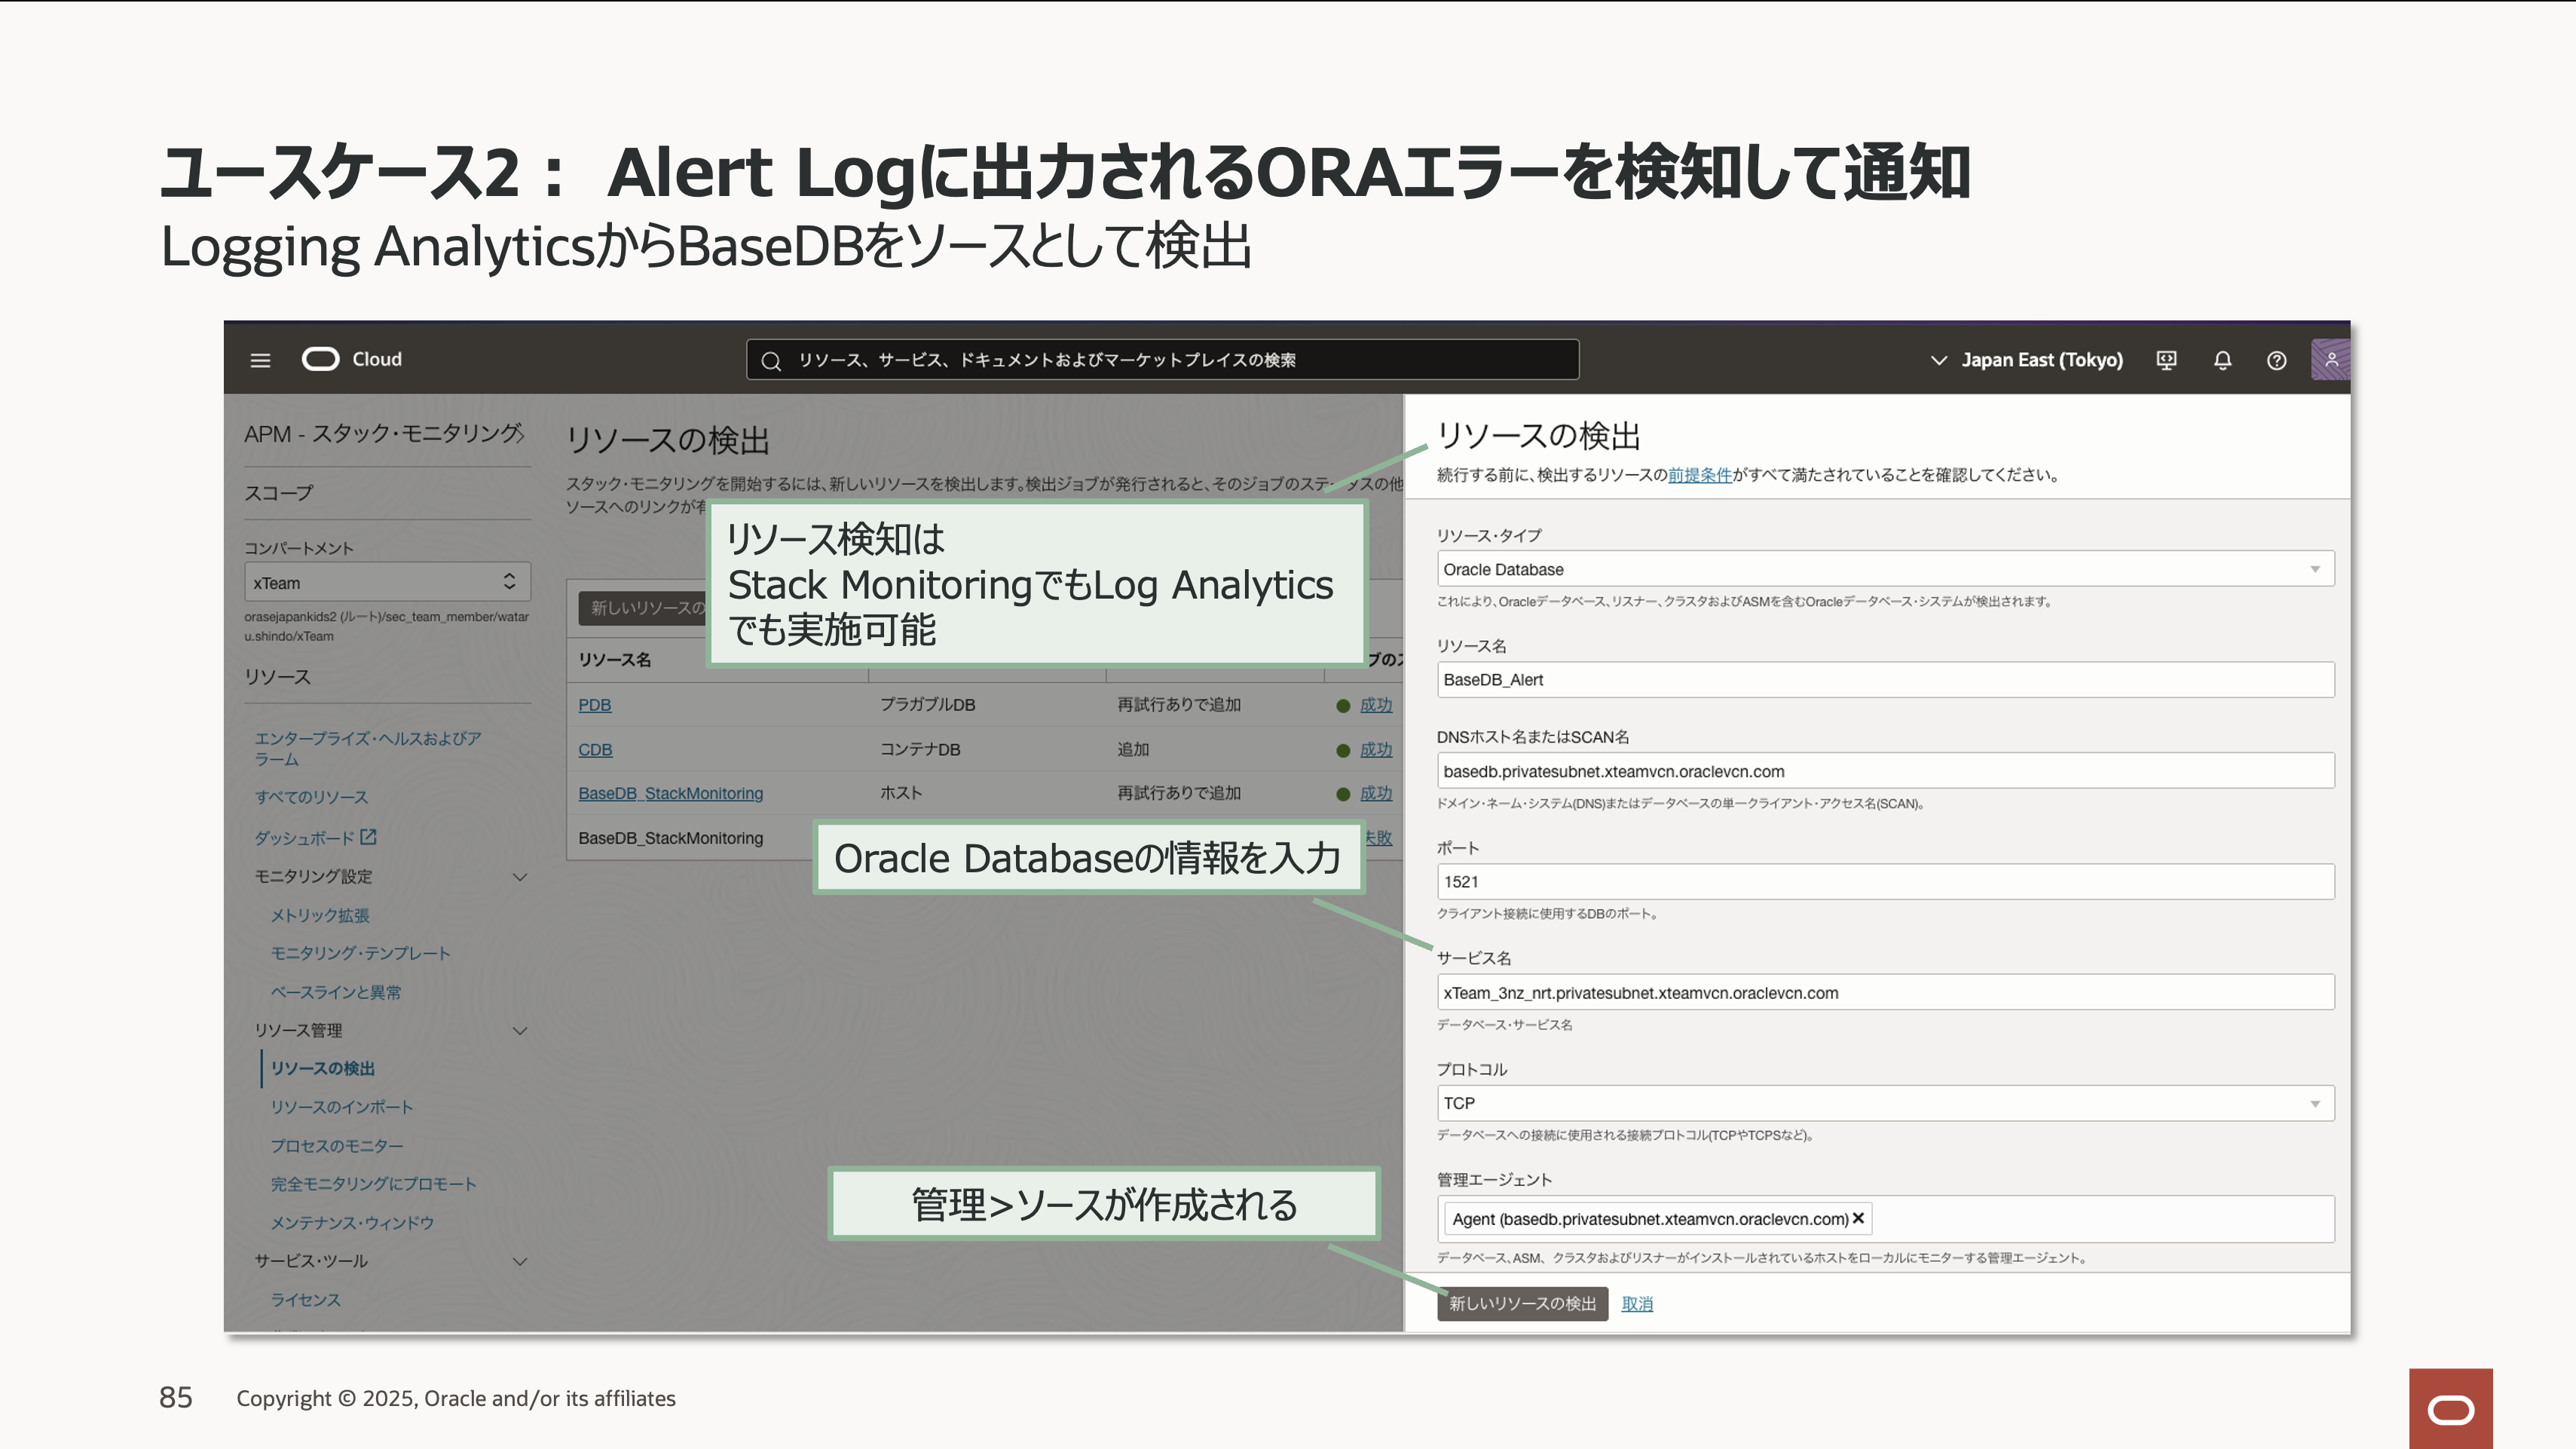 ユースケース2： Alert Logに出力されるORAエラーを検知して通知
Logging AnalyticsからBaseDBをソースとして検出
Cloud
リソース、サービス、ドキュメントおよびマーケットプレイスの検索
Japan East (Tokyo)
APM - スタック・モニタリング
スコープ
コンパートメント
xTeam
orasejapankids2 (ルート)/sec_team_member/watar
u.shindo/xTeam
リソース
エンタープライズ・ヘルスおよびア
ラーム
すべてのリソース
ダッシュボード
モニタリング設定
メトリック拡張
モニタリング・テンプレート
ベースラインと異常
リソース管理
リソースの検出
リソースのインポート
プロセスのモニター
完全モニタリングにプロモート
メンテナンス・ウィンドウ
サービス・ツール
ライセンス
リソースの検出
スタック・モニタリングを開始するには、新しいリソースを検出します。検出ジョブが発行されると、そのジョブのステータスの他
ソースへのリンクが有
新しいリソースの
リソース名
ブのス
PDB プラガブルDB 再試行ありで追加 成功
CDB コンテナDB 追加 成功
BaseDB_StackMonitoring ホスト 再試行ありで追加 成功
BaseDB_StackMonitoring 失敗
リソース検知は
Stack MonitoringでもLog Analytics
でも実施可能
Oracle Databaseの情報を入力
管理>ソースが作成される
リソースの検出
続行する前に、検出するリソースの前提条件がすべて満たされていることを確認してください。
リソース・タイプ
Oracle Database
これにより、Oracleデータベース、リスナー、クラスタおよびASMを含むOracleデータベース・システムが検出されます。
リソース名
BaseDB_Alert
DNSホスト名またはSCAN名
basedb.privatesubnet.xteamvcn.oraclevcn.com
ドメイン・ネーム・システム(DNS)またはデータベースの単一クライアント・アクセス名(SCAN)。
ポート
1521
クライアント接続に使用するDBのポート。
サービス名
xTeam_3nz_nrt.privatesubnet.xteamvcn.oraclevcn.com
データベース・サービス名
プロトコル
TCP
データベースへの接続に使用される接続プロトコル(TCPやTCPSなど)。
管理エージェント
Agent (basedb.privatesubnet.xteamvcn.oraclevcn.com)
データベース、ASM、クラスタおよびリスナーがインストールされているホストをローカルにモニターする管理エージェント。
新しいリソースの検出 取消
85 Copyright © 2025, Oracle and/or its affiliates